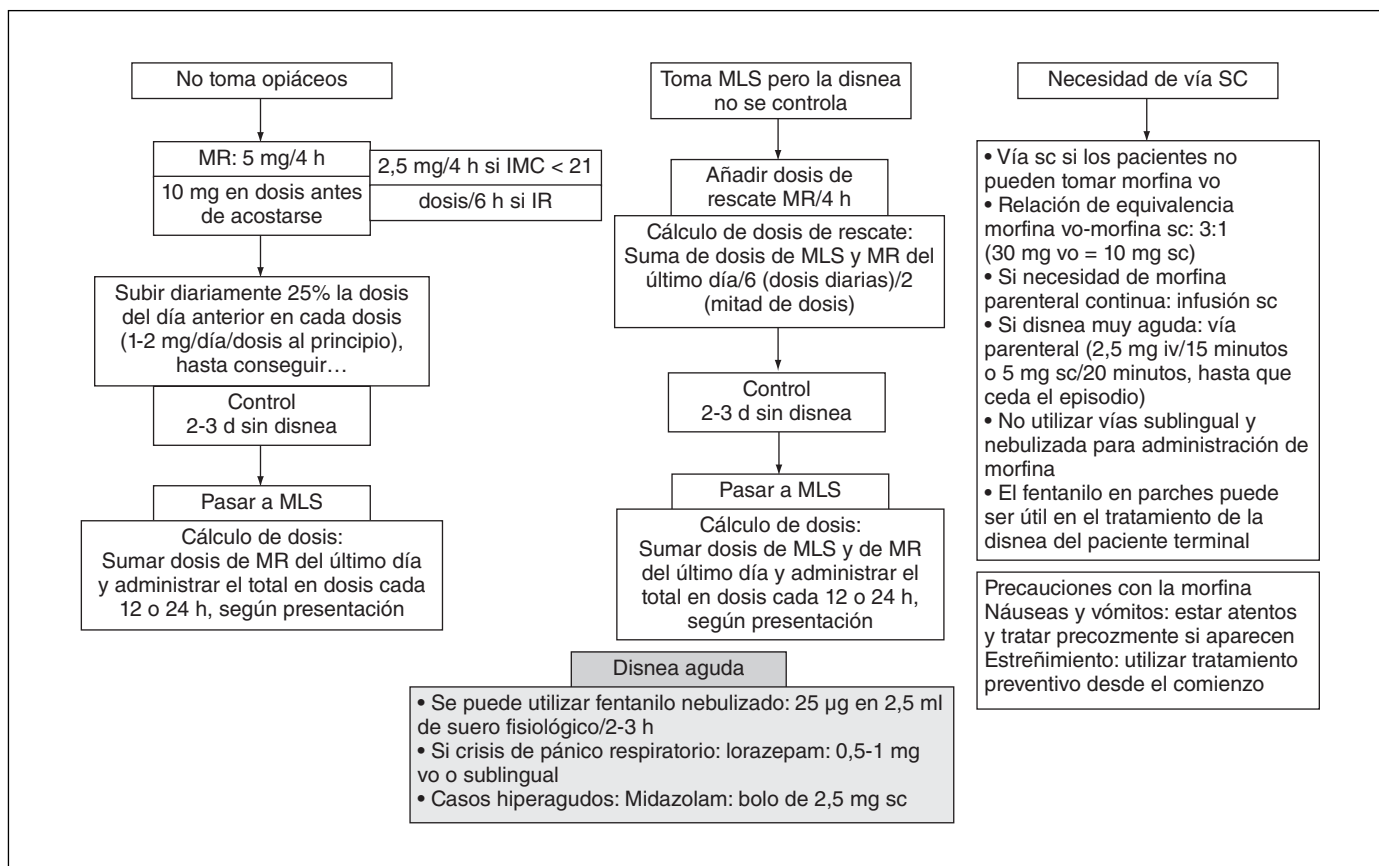 No toma opiáceos
MR: 5 mg/4 h
10 mg en dosis antes
de acostarse
2,5 mg/4 h si IMC < 21
dosis/6 h si IR
Subir diariamente 25% la dosis
del día anterior en cada dosis
(1-2 mg/día/dosis al principio),
hasta conseguir…
Control
2-3 d sin disnea
Pasar a MLS
Cálculo de dosis:
Sumar dosis de MR del último día
y administrar el total en dosis cada
12 o 24 h, según presentación
Toma MLS pero la disnea
no se controla
Añadir dosis de
rescate MR/4 h
Cálculo de dosis de rescate:
Suma de dosis de MLS y MR del
último día/6 (dosis diarias)/2
(mitad de dosis)
Control
2-3 d sin disnea
Pasar a MLS
Cálculo de dosis:
Sumar dosis de MLS y de MR
del último día y administrar el
total en dosis cada 12 o 24 h,
según presentación
Necesidad de vía SC
• Vía sc si los pacientes no
pueden tomar morfina vo
• Relación de equivalencia
morfina vo-morfina sc: 3:1
(30 mg vo = 10 mg sc)
• Si necesidad de morfina
parenteral continua: infusión sc
• Si disnea muy aguda: vía
parenteral (2,5 mg iv/15 minutos
o 5 mg sc/20 minutos, hasta que
ceda el episodio)
• No utilizar vías sublingual y
nebulizada para administración de
morfina
• El fentanilo en parches puede
ser útil en el tratamiento de la
disnea del paciente terminal
Precauciones con la morfina
Náuseas y vómitos: estar atentos
y tratar precozmente si aparecen
Estreñimiento: utilizar tratamiento
preventivo desde el comienzo
Disnea aguda
• Se puede utilizar fentanilo nebulizado: 25 µg en 2,5 ml
de suero fisiológico/2-3 h
• Si crisis de pánico respiratorio: lorazepam: 0,5-1 mg
vo o sublingual
• Casos hiperagudos: Midazolam: bolo de 2,5 mg sc